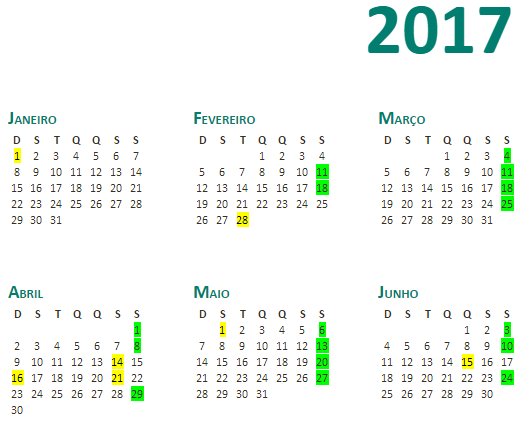 2017
Janeiro Fevereiro Março
D S T Q Q S S D S T Q Q S S D S T Q Q S S
1 2 3 4 5 6 7 1 2 3 4 1 2 3 4
8 9 10 11 12 13 14 5 6 7 8 9 10 11 5 6 7 8 9 10 11
15 16 17 18 19 20 21 12 13 14 15 16 17 18 12 13 14 15 16 17 18
22 23 24 25 26 27 28 19 20 21 22 23 24 25 19 20 21 22 23 24 25
29 30 31 26 27 28 26 27 28 29 30 31
Abril Maio Junho
D S T Q Q S S D S T Q Q S S D S T Q Q S S
1 1 2 3 4 5 6 1 2 3
2 3 4 5 6 7 8 7 8 9 10 11 12 13 4 5 6 7 8 9 10
9 10 11 12 13 14 15 14 15 16 17 18 19 20 11 12 13 14 15 16 17
16 17 18 19 20 21 22 21 22 23 24 25 26 27 18 19 20 21 22 23 24
23 24 25 26 27 28 29 28 29 30 31 25 26 27 28 29 30
30